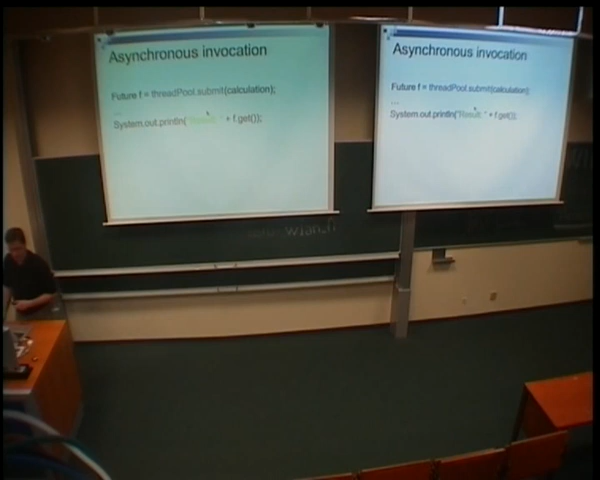 Asynchronous invocation
Future f = threadPool.submit(calculation);
...
System.out.println("Result: " + f.get());
Asynchronous invocation
Future f = threadPool.submit(calculation);
...
System.out.println("Result: " + f.get());